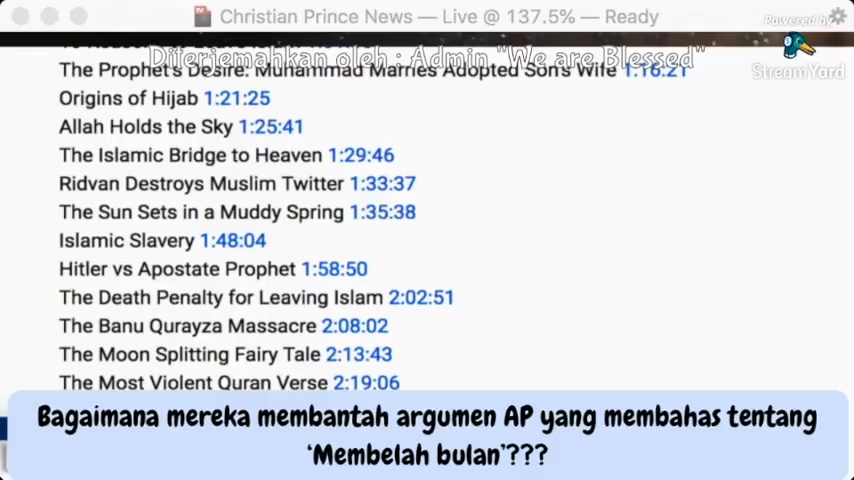 Christian Prince News — Live @ 137.5% — Ready
Powered by
StreamYard
Diterjemahkan oleh : Admin "We are Blessed"
The Prophet's Desire: Muhammad Marries Adopted Son's Wife 1:16:21
Origins of Hijab 1:21:25
Allah Holds the Sky 1:25:41
The Islamic Bridge to Heaven 1:29:46
Ridvan Destroys Muslim Twitter 1:33:37
The Sun Sets in a Muddy Spring 1:35:38
Islamic Slavery 1:48:04
Hitler vs Apostate Prophet 1:58:50
The Death Penalty for Leaving Islam 2:02:51
The Banu Qurayza Massacre 2:08:02
The Moon Splitting Fairy Tale 2:13:43
The Most Violent Quran Verse 2:19:06
Bagaimana mereka membantah argumen AP yang membahas tentang
'Membelah bulan'???